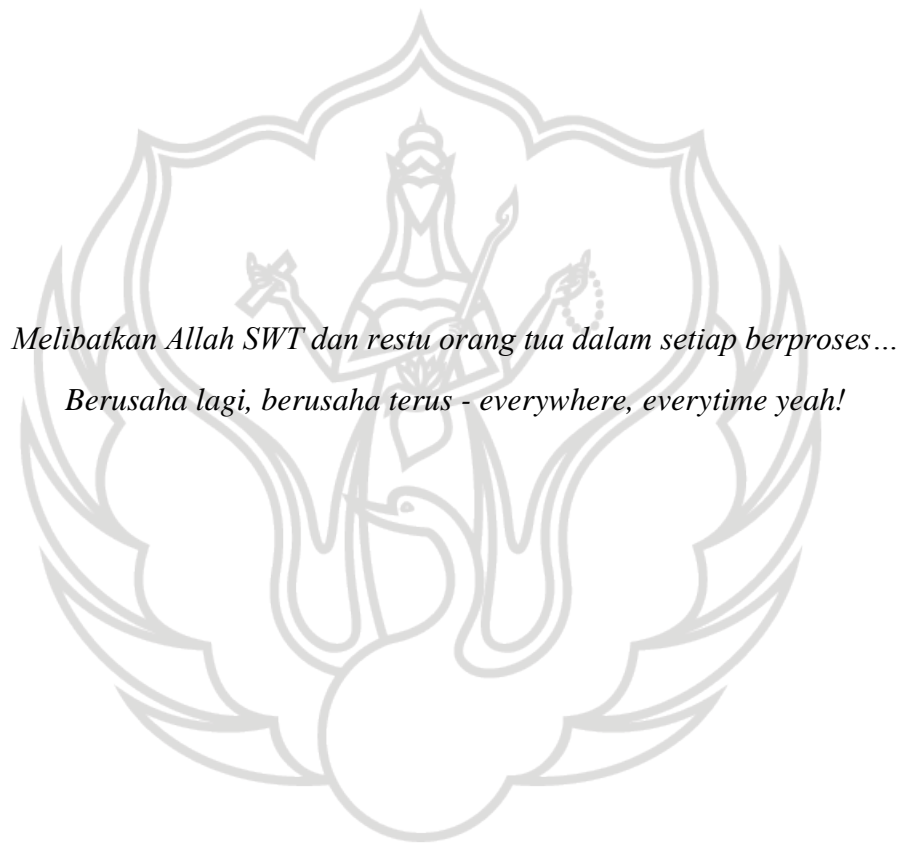 Melibatkan Allah SWT dan restu orang tua dalam setiap berproses…
Berusaha lagi, berusaha terus - everywhere, everytime yeah!